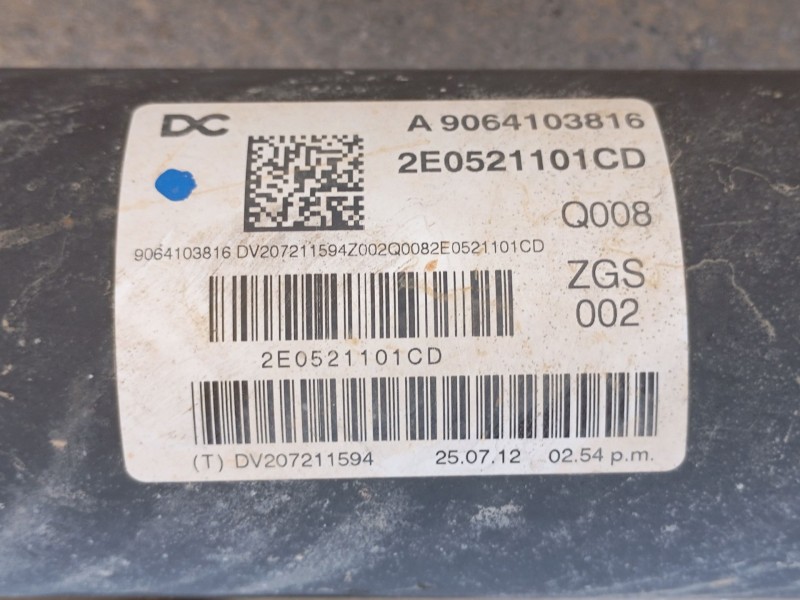 DC
A 9064103816
2E0521101CD
Q008
9064103816 DV207211594Z002Q0082E0521101CD
ZGS
002
2E0521101CD
(T) DV207211594 25.07.12 02.54 p.m.